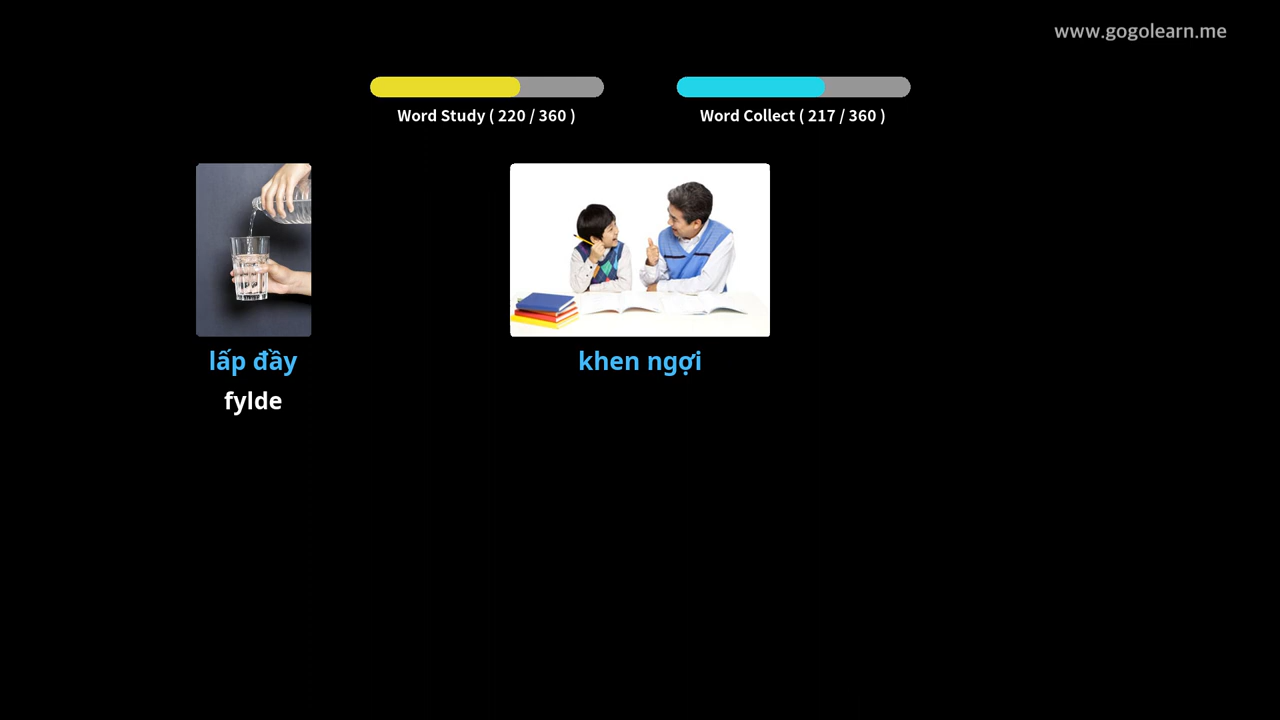 www.gogolearn.me
Word Study ( 220 / 360 )
Word Collect ( 217 / 360 )
lấp đầy
khen ngợi
fylde